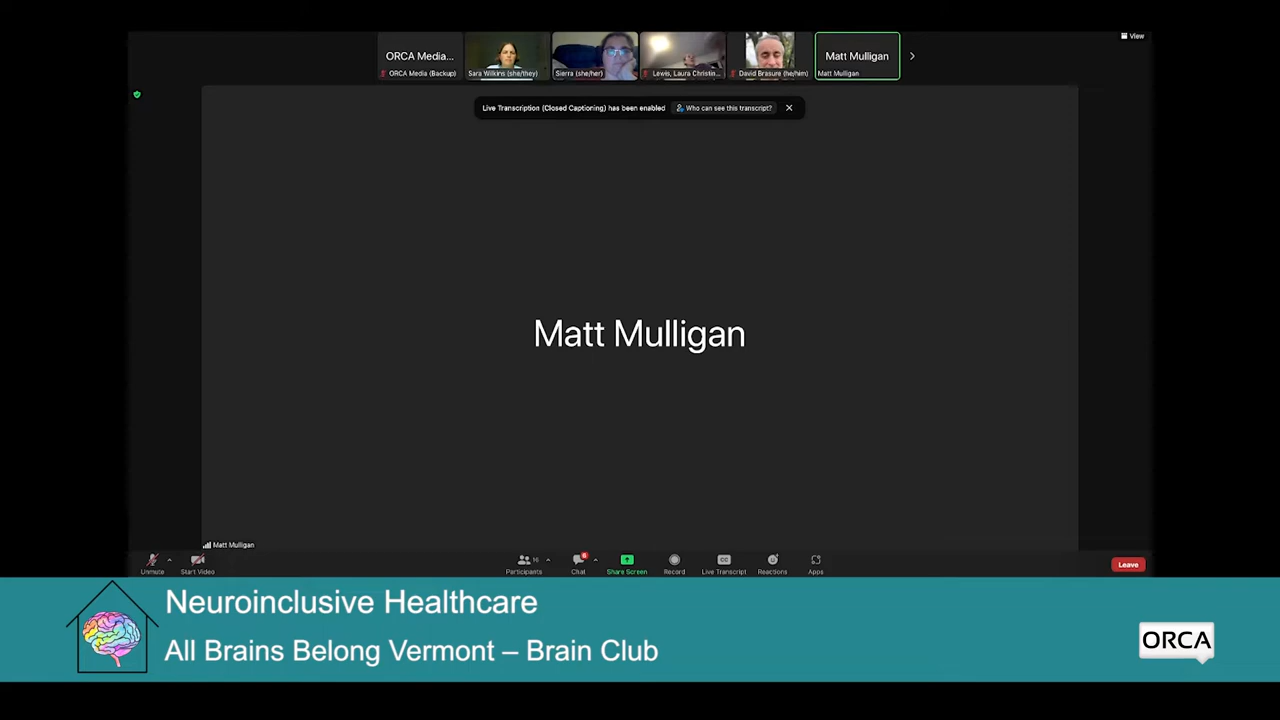 View
ORCA Media...
ORCA Media (Backup)
Sara Wilkins (she/they)
Sierra (she/her)
Lewis, Laura Christin...
David Brasure (he/him)
Matt Mulligan
Matt Mulligan
Live Transcription (Closed Captioning) has been enabled
Who can see this transcript?
Matt Mulligan
Matt Mulligan
Unmute
Start Video
16
Participants
6
Chat
Share Screen
Record
CC
Live Transcript
Reactions
Apps
Leave
Neuroinclusive Healthcare
All Brains Belong Vermont – Brain Club
ORCA